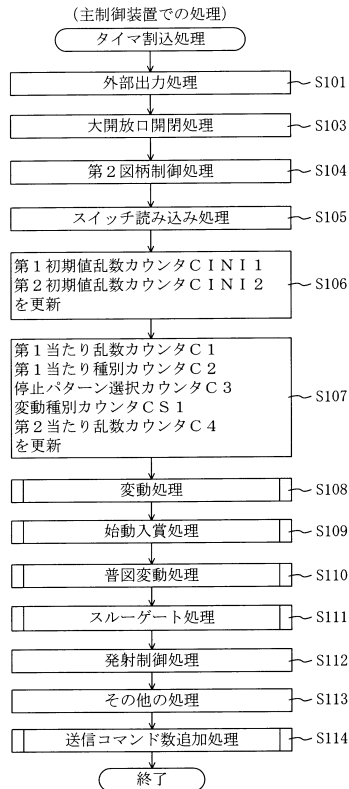 (主制御装置での処理)
タイマ割込処理
外部出力処理
S101
大開放口開閉処理
S103
第2図柄制御処理
S104
スイッチ読み込み処理
S105
第1初期値乱数カウンタCINI1
第2初期値乱数カウンタCINI2
を更新
S106
第1当たり乱数カウンタC1
第1当たり種別カウンタC2
停止パターン選択カウンタC3
変動種別カウンタCS1
第2当たり乱数カウンタC4
を更新
S107
変動処理
S108
始動入賞処理
S109
普図変動処理
S110
スルーゲート処理
S111
発射制御処理
S112
その他の処理
S113
送信コマンド数追加処理
S114
終了